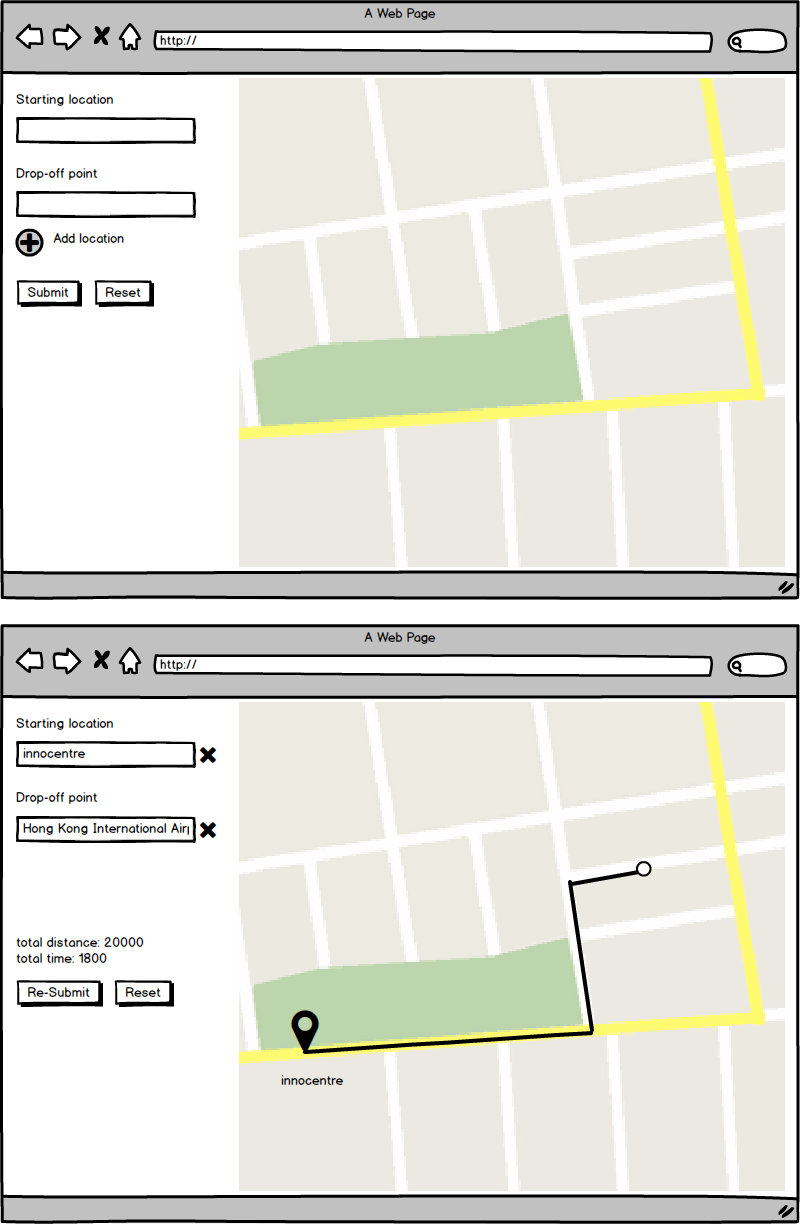 A Web Page
http://
Starting location
Drop-off point
Add location
Submit
Reset
A Web Page
http://
Starting location
innocentre
Drop-off point
Hong Kong International Air
total distance: 20000
total time: 1800
Re-Submit
Reset
innocentre